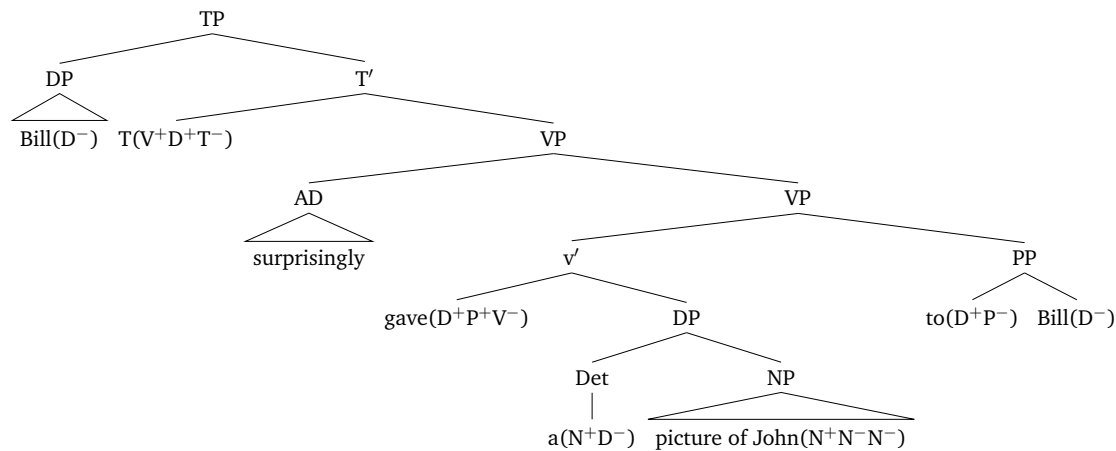 TP
DP T′
Bill(D⁻) T(V⁺D⁺T⁻) VP
AD VP
surprisingly v′ PP
gave(D⁺P⁺V⁻) DP to(D⁺P⁻) Bill(D⁻)
Det NP
a(N⁺D⁻) picture of John(N⁺N⁻N⁻)